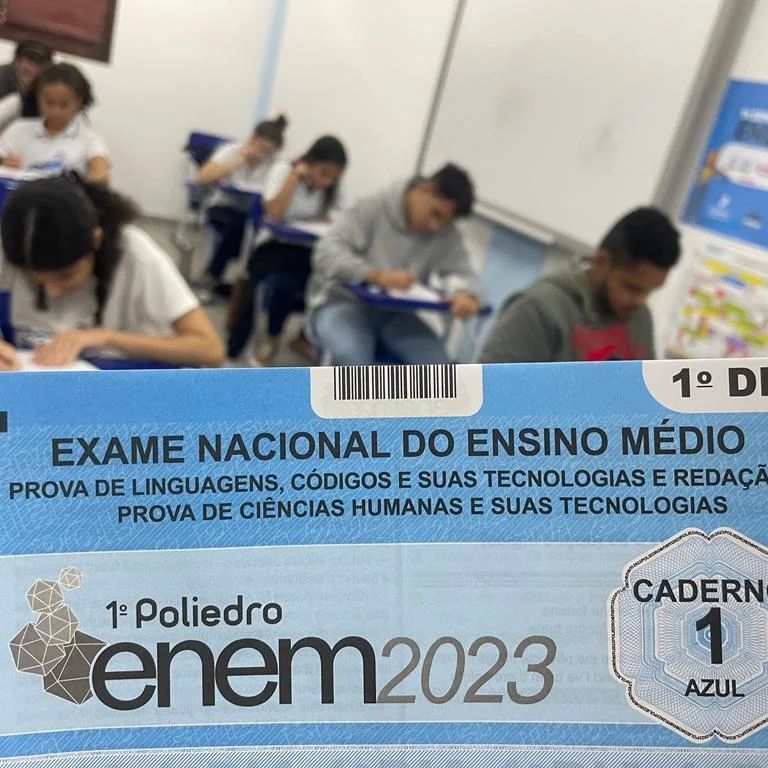 1º DI
EXAME NACIONAL DO ENSINO MÉDIO
PROVA DE LINGUAGENS, CÓDIGOS E SUAS TECNOLOGIAS E REDAÇÃ
PROVA DE CIÊNCIAS HUMANAS E SUAS TECNOLOGIAS
1º Poliedro
enem2023
CADERNO
1
AZUL